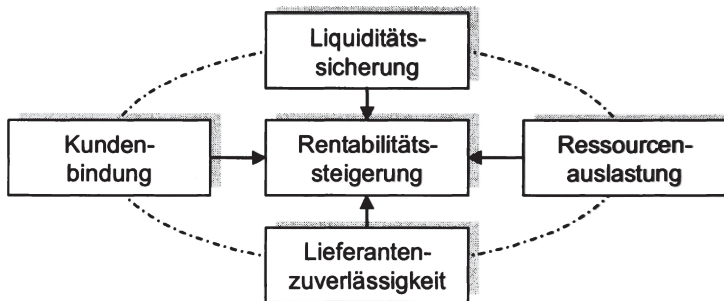 Liquiditäts-
sicherung
Kunden-
bindung
Rentabilitäts-
steigerung
Ressourcen-
auslastung
Lieferanten-
zuverlässigkeit